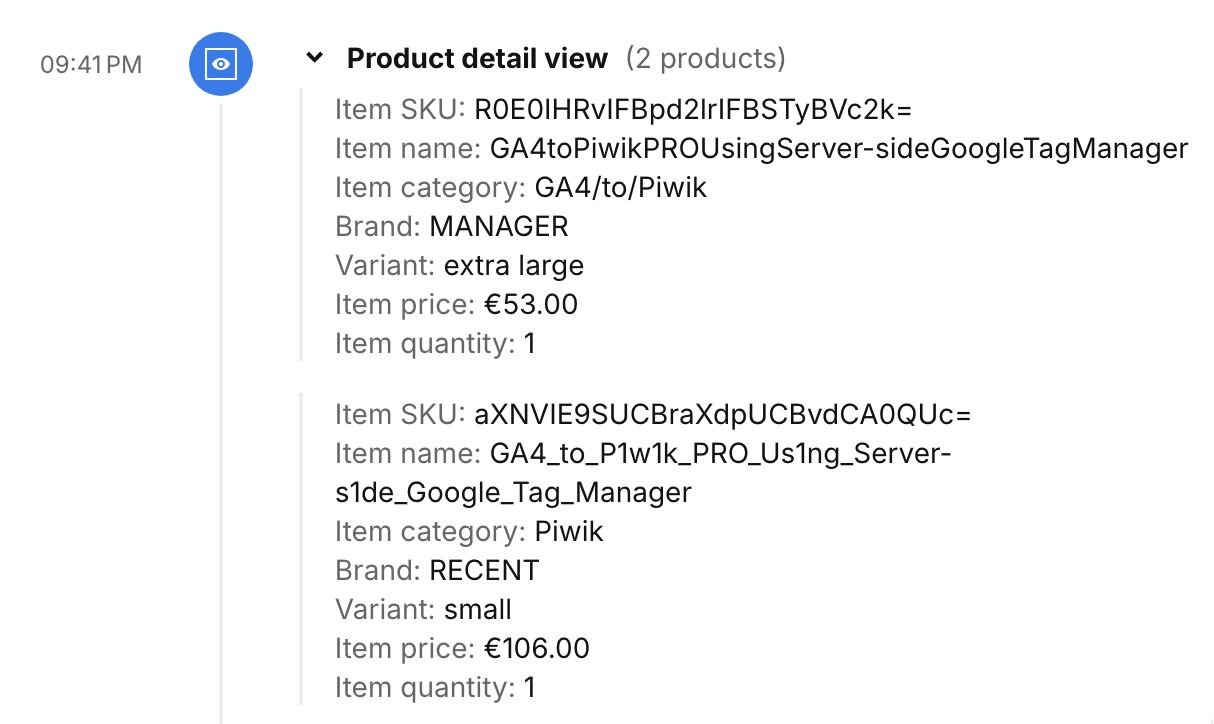 09:41 PM
Product detail view (2 products)
Item SKU: R0E0IHRvIFBpd2lrIFBSTyBVc2k=
Item name: GA4toPiwikPROUsingServer-sideGoogleTagManager
Item category: GA4/to/Piwik
Brand: MANAGER
Variant: extra large
Item price: €53.00
Item quantity: 1
Item SKU: aXNVIE9SUCBraXdpUCBvdCA0QUc=
Item name: GA4_to_P1w1k_PRO_Us1ng_Server-
s1de_Google_Tag_Manager
Item category: Piwik
Brand: RECENT
Variant: small
Item price: €106.00
Item quantity: 1